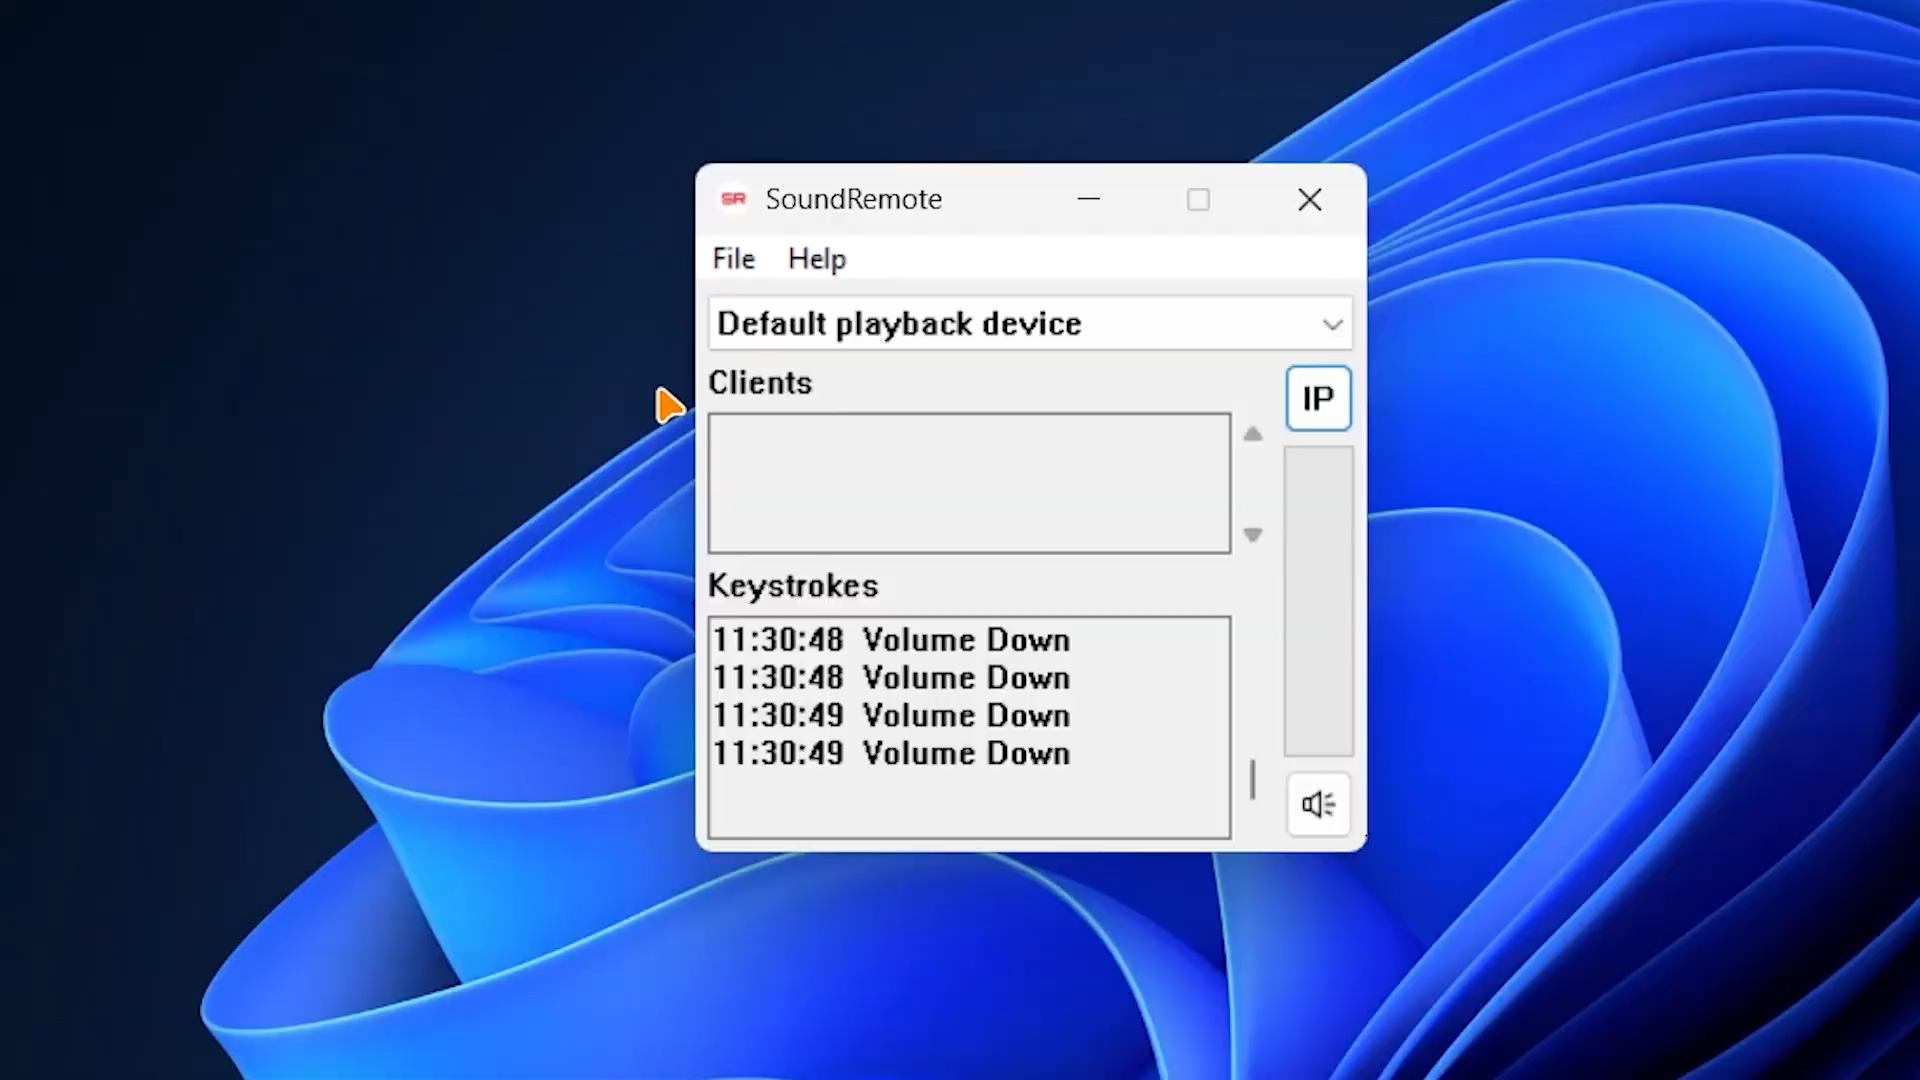 SR SoundRemote
File Help
Default playback device
Clients
IP
Keystrokes
11:30:48 Volume Down
11:30:48 Volume Down
11:30:49 Volume Down
11:30:49 Volume Down